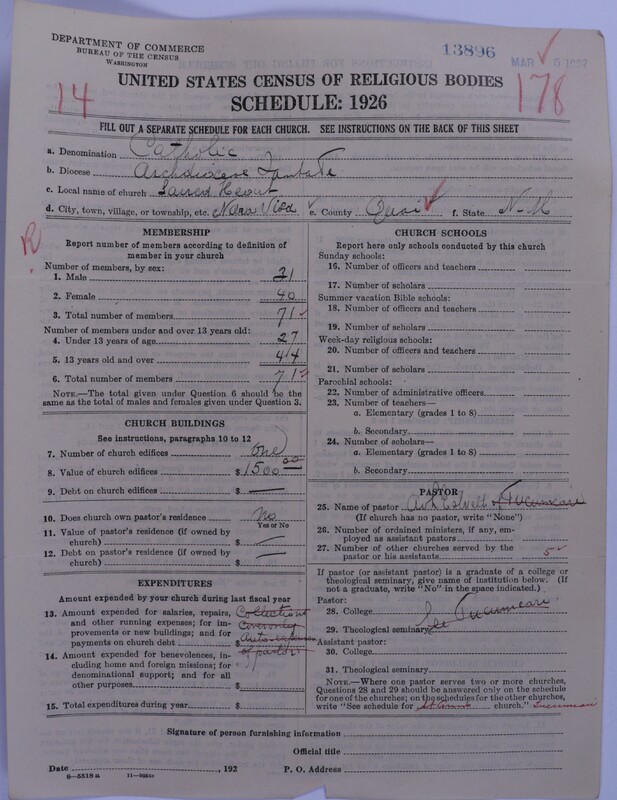 DEPARTMENT OF COMMERCE
BUREAU OF THE CENSUS
WASHINGTON
13896
MAR
UNITED STATES CENSUS OF RELIGIOUS BODIES
14
SCHEDULE: 1926
178
FILL OUT A SEPARATE SCHEDULE FOR EACH CHURCH. SEE INSTRUCTIONS ON THE BACK OF THIS SHEET
a. Denomination Catholic
b. Diocese Archdiocese Santa Fe
c. Local name of church Sacred Heart
d. City, town, village, or township, etc. Nara Visa e. County Quai f. State N-M
R
MEMBERSHIP
Report number of members according to definition of
member in your church
Number of members, by sex:
1. Male 31
2. Female 40
3. Total number of members 71
Number of members under and over 13 years old:
4. Under 13 years of age 27
5. 13 years old and over 44
6. Total number of members 71
NOTE.—The total given under Question 6 should be the
same as the total of males and females given under Question 3.
CHURCH BUILDINGS
See instructions, paragraphs 10 to 12
7. Number of church edifices One
8. Value of church edifices $1500 00
9. Debt on church edifices $ —
10. Does church own pastor's residence No
Yes or No
11. Value of pastor's residence (if owned by
church) $ —
12. Debt on pastor's residence (if owned by
church) $ —
EXPENDITURES
Amount expended by your church during last fiscal year
13. Amount expended for salaries, repairs,
and other running expenses; for im-
provements or new buildings; and for
payments on church debt $
Collections
cover only
auto expenses
of pastor
14. Amount expended for benevolences, in-
cluding home and foreign missions; for
denominational support; and for all
other purposes $
15. Total expenditures during year $
CHURCH SCHOOLS
Report here only schools conducted by this church
Sunday schools:
16. Number of officers and teachers
17. Number of scholars
Summer vacation Bible schools:
18. Number of officers and teachers
19. Number of scholars
Week-day religious schools:
20. Number of officers and teachers
21. Number of scholars
Parochial schools:
22. Number of administrative officers
23. Number of teachers—
a. Elementary (grades 1 to 8)
b. Secondary
24. Number of scholars—
a. Elementary (grades 1 to 8)
b. Secondary
PASTOR
25. Name of pastor of Tucumcari
(If church has no pastor, write "None")
26. Number of ordained ministers, if any, em-
ployed as assistant pastors
27. Number of other churches served by the
pastor or his assistants 5
If pastor (or assistant pastor) is a graduate of a college or
theological seminary, give name of institution below. (If
not a graduate, write "No" in the space indicated.)
Pastor:
28. College
See Tucumcari
29. Theological seminary
Assistant pastor:
30. College
31. Theological seminary
NOTE.—Where one pastor serves two or more churches,
Questions 28 and 29 should be answered only on the schedule
for one of the churches; on the schedules for the other churches,
write "See schedule for St Anne church." Tucumcari
Signature of person furnishing information
Official title
Date , 192 P. O. Address